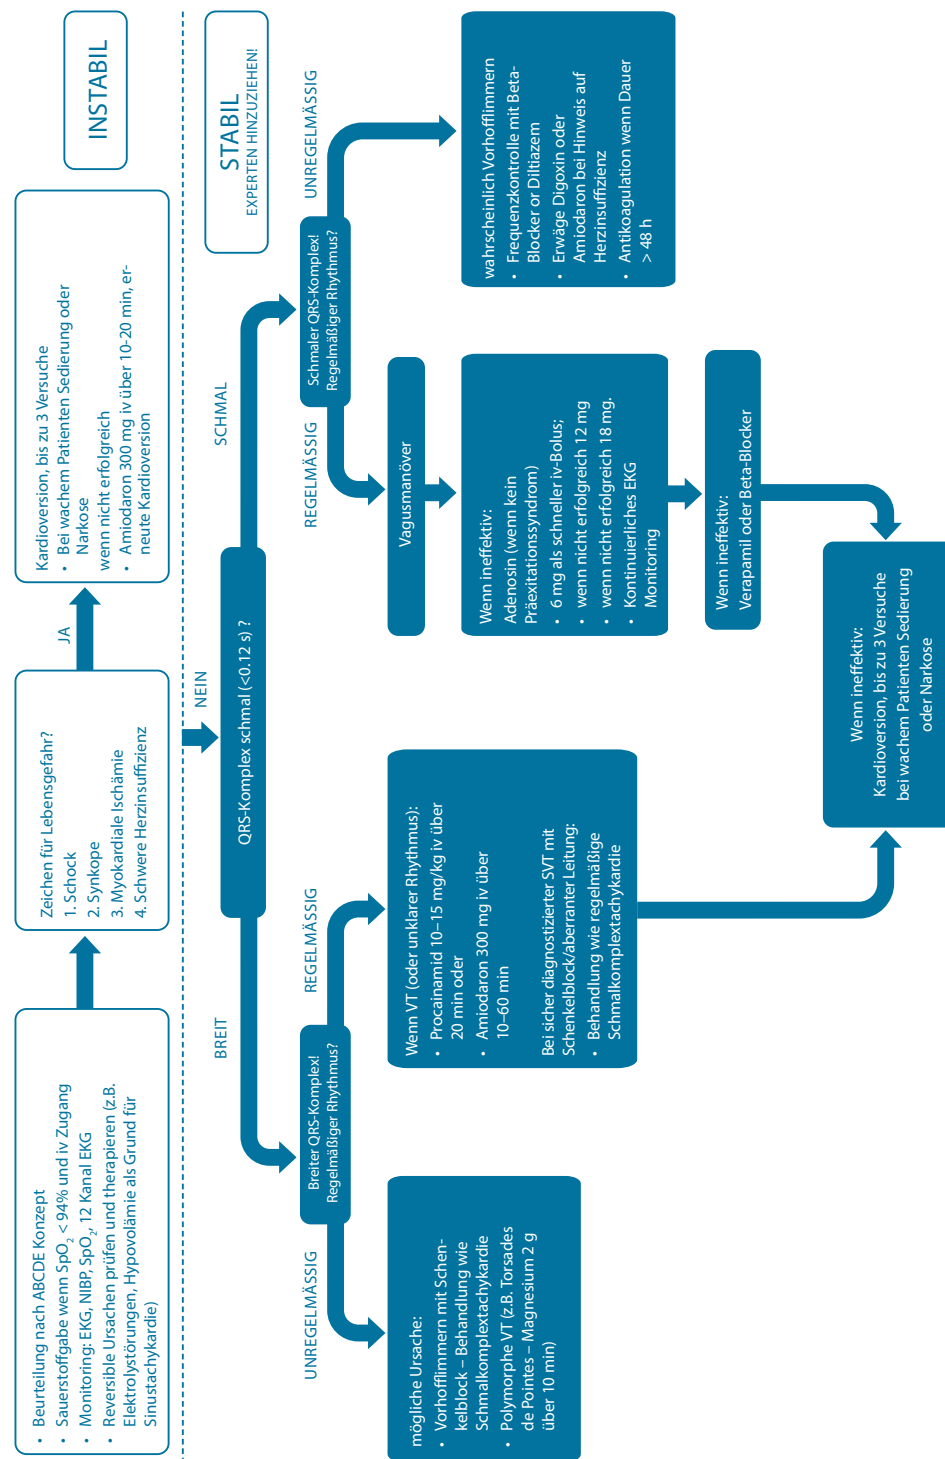 • Beurteilung nach ABCDE Konzept
• Sauerstoffgabe wenn SpO₂ < 94% und iv Zugang
• Monitoring: EKG, NIBP, SpO₂, 12 Kanal EKG
• Reversible Ursachen prüfen und therapieren (z.B.
Elektrolystörungen, Hypovolämie als Grund für
Sinustachykardie)
Zeichen für Lebensgefahr?
1. Schock
2. Synkope
3. Myokardiale Ischämie
4. Schwere Herzinsuffizienz
JA
Kardioversion, bis zu 3 Versuche
• Bei wachem Patienten Sedierung oder
Narkose
wenn nicht erfolgreich
• Amiodaron 300 mg iv über 10-20 min, er-
neute Kardioversion
INSTABIL
NEIN
STABIL
EXPERTEN HINZUZIEHEN!
QRS-Komplex schmal (<0.12 s) ?
BREIT
SCHMAL
Breiter QRS-Komplex!
Regelmäßiger Rhythmus?
Schmaler QRS-Komplex!
Regelmäßiger Rhythmus?
UNREGELMÄSSIG
REGELMÄSSIG
REGELMÄSSIG
UNREGELMÄSSIG
mögliche Ursache:
• Vorhofflimmern mit Schen-
kelblock – Behandlung wie
Schmalkomplextachykardie
• Polymorphe VT (z.B. Torsades
de Pointes – Magnesium 2 g
über 10 min)
Wenn VT (oder unklarer Rhythmus):
• Procainamid 10–15 mg/kg iv über
20 min oder
• Amiodaron 300 mg iv über
10–60 min
Bei sicher diagnostizierter SVT mit
Schenkelblock/aberranter Leitung:
• Behandlung wie regelmäßige
Schmalkomplextachykardie
Vagusmanöver
Wenn ineffektiv:
Adenosin (wenn kein
Präexitationssyndrom)
• 6 mg als schneller iv-Bolus;
• wenn nicht erfolgreich 12 mg
• wenn nicht erfolgreich 18 mg.
• Kontinuierliches EKG
Monitoring
Wenn ineffektiv:
Verapamil oder Beta-Blocker
wahrscheinlich Vorhofflimmern
• Frequenzkontrolle mit Beta-
Blocker or Diltiazem
• Erwäge Digoxin oder
Amiodaron bei Hinweis auf
Herzinsuffizienz
• Antikoagulation wenn Dauer
> 48 h
Wenn ineffektiv:
Kardioversion, bis zu 3 Versuche
bei wachem Patienten Sedierung
oder Narkose